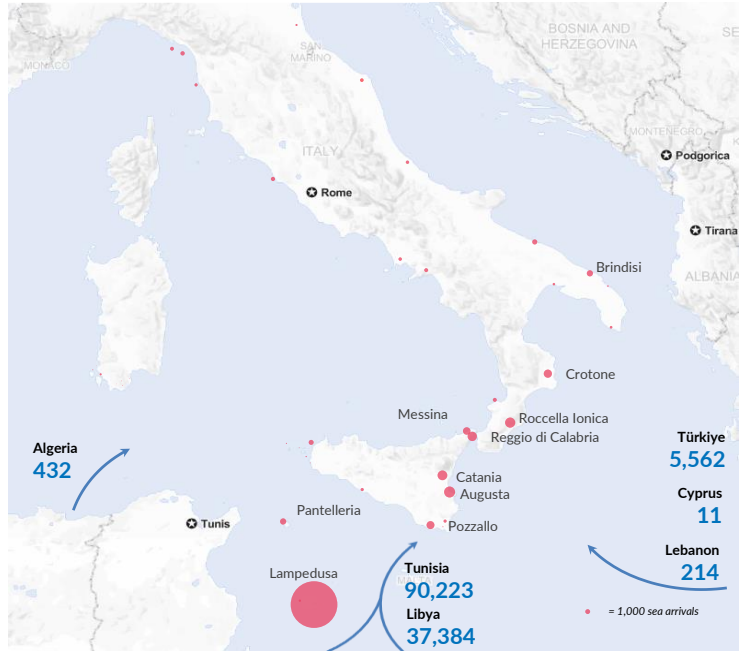 BOSNIA AND
HERZEGOVINA
SAN
MARINO
MONACO
MONTENEGRO
Podgorica
ITALY
Rome
Tirana
Brindisi
ALBANIA
Crotone
Messina
Roccella Ionica
Reggio di Calabria
Algeria
432
Türkiye
5,562
Catania
Augusta
Cyprus
11
Pantelleria
Tunis
Pozzallo
Lebanon
214
Lampedusa
Tunisia
90,223
MALTA
Libya
37,384
= 1,000 sea arrivals